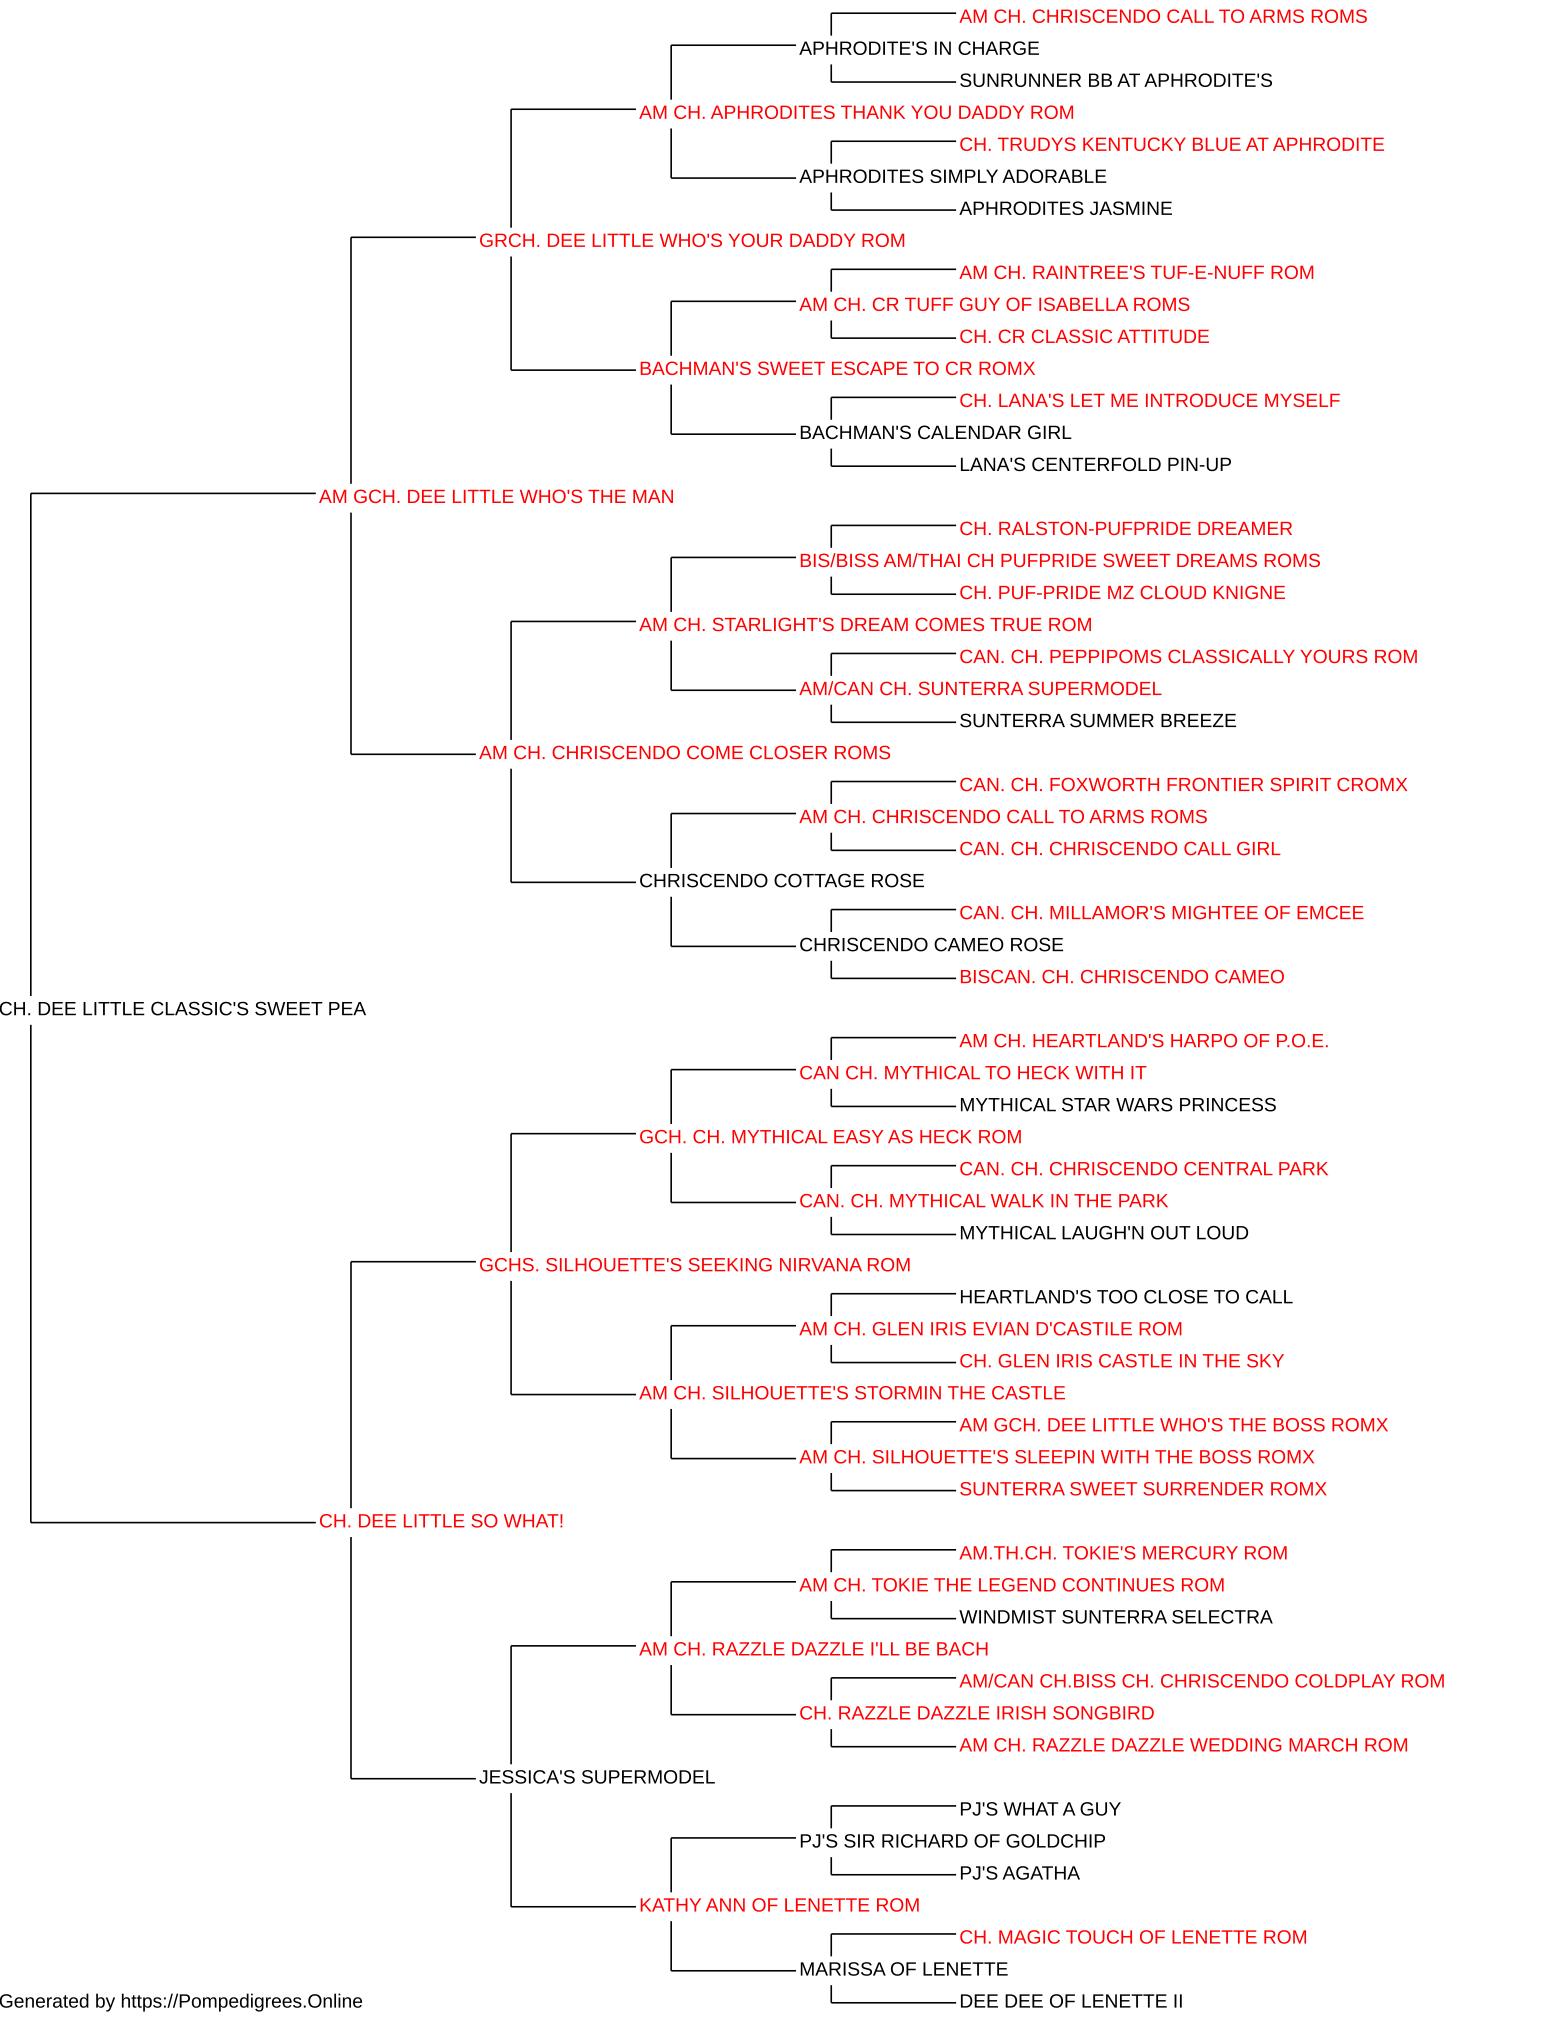 AM CH. CHRISCENDO CALL TO ARMS ROMS
APHRODITE'S IN CHARGE
SUNRUNNER BB AT APHRODITE'S
AM CH. APHRODITES THANK YOU DADDY ROM
CH. TRUDYS KENTUCKY BLUE AT APHRODITE
APHRODITES SIMPLY ADORABLE
APHRODITES JASMINE
GRCH. DEE LITTLE WHO'S YOUR DADDY ROM
AM CH. RAINTREE'S TUF-E-NUFF ROM
AM CH. CR TUFF GUY OF ISABELLA ROMS
CH. CR CLASSIC ATTITUDE
BACHMAN'S SWEET ESCAPE TO CR ROMX
CH. LANA'S LET ME INTRODUCE MYSELF
BACHMAN'S CALENDAR GIRL
LANA'S CENTERFOLD PIN-UP
AM GCH. DEE LITTLE WHO'S THE MAN
CH. RALSTON-PUFPRIDE DREAMER
BIS/BISS AM/THAI CH PUFPRIDE SWEET DREAMS ROMS
CH. PUF-PRIDE MZ CLOUD KNIGNE
AM CH. STARLIGHT'S DREAM COMES TRUE ROM
CAN. CH. PEPPIPOMS CLASSICALLY YOURS ROM
AM/CAN CH. SUNTERRA SUPERMODEL
SUNTERRA SUMMER BREEZE
AM CH. CHRISCENDO COME CLOSER ROMS
CAN. CH. FOXWORTH FRONTIER SPIRIT CROMX
AM CH. CHRISCENDO CALL TO ARMS ROMS
CAN. CH. CHRISCENDO CALL GIRL
CHRISCENDO COTTAGE ROSE
CAN. CH. MILLAMOR'S MIGHTEE OF EMCEE
CHRISCENDO CAMEO ROSE
BISCAN. CH. CHRISCENDO CAMEO
CH. DEE LITTLE CLASSIC'S SWEET PEA
AM CH. HEARTLAND'S HARPO OF P.O.E.
CAN CH. MYTHICAL TO HECK WITH IT
MYTHICAL STAR WARS PRINCESS
GCH. CH. MYTHICAL EASY AS HECK ROM
CAN. CH. CHRISCENDO CENTRAL PARK
CAN. CH. MYTHICAL WALK IN THE PARK
MYTHICAL LAUGH'N OUT LOUD
GCHS. SILHOUETTE'S SEEKING NIRVANA ROM
HEARTLAND'S TOO CLOSE TO CALL
AM CH. GLEN IRIS EVIAN D'CASTILE ROM
CH. GLEN IRIS CASTLE IN THE SKY
AM CH. SILHOUETTE'S STORMIN THE CASTLE
AM GCH. DEE LITTLE WHO'S THE BOSS ROMX
AM CH. SILHOUETTE'S SLEEPIN WITH THE BOSS ROMX
SUNTERRA SWEET SURRENDER ROMX
CH. DEE LITTLE SO WHAT!
AM.TH.CH. TOKIE'S MERCURY ROM
AM CH. TOKIE THE LEGEND CONTINUES ROM
WINDMIST SUNTERRA SELECTRA
AM CH. RAZZLE DAZZLE I'LL BE BACH
AM/CAN CH.BISS CH. CHRISCENDO COLDPLAY ROM
CH. RAZZLE DAZZLE IRISH SONGBIRD
AM CH. RAZZLE DAZZLE WEDDING MARCH ROM
JESSICA'S SUPERMODEL
PJ'S WHAT A GUY
PJ'S SIR RICHARD OF GOLDCHIP
PJ'S AGATHA
KATHY ANN OF LENETTE ROM
CH. MAGIC TOUCH OF LENETTE ROM
MARISSA OF LENETTE
DEE DEE OF LENETTE II
Generated by https://Pompedigrees.Online